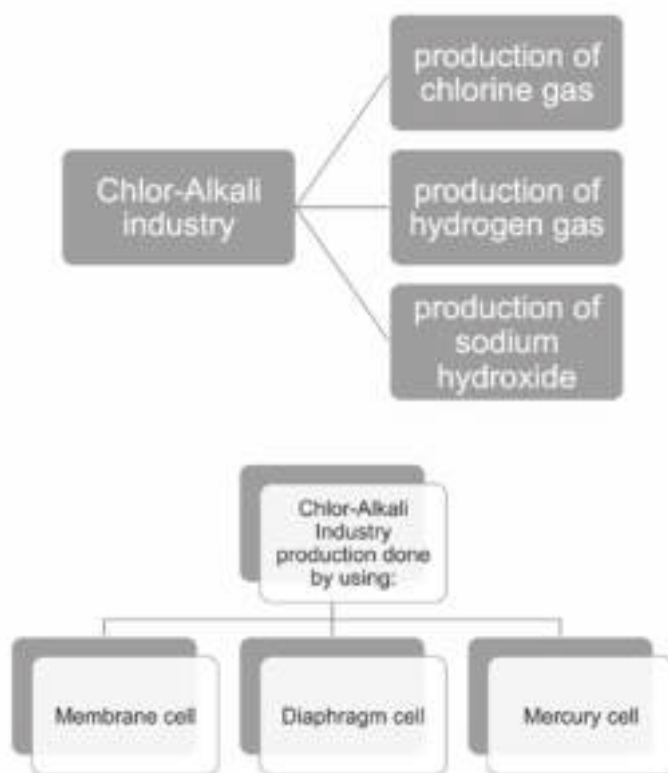 production of
chlorine gas
Chlor-Alkali
industry
production of
hydrogen gas
production of
sodium
hydroxide
Chlor-Alkali
Industry
production done
by using:
Membrane cell
Diaphragm cell
Mercury cell